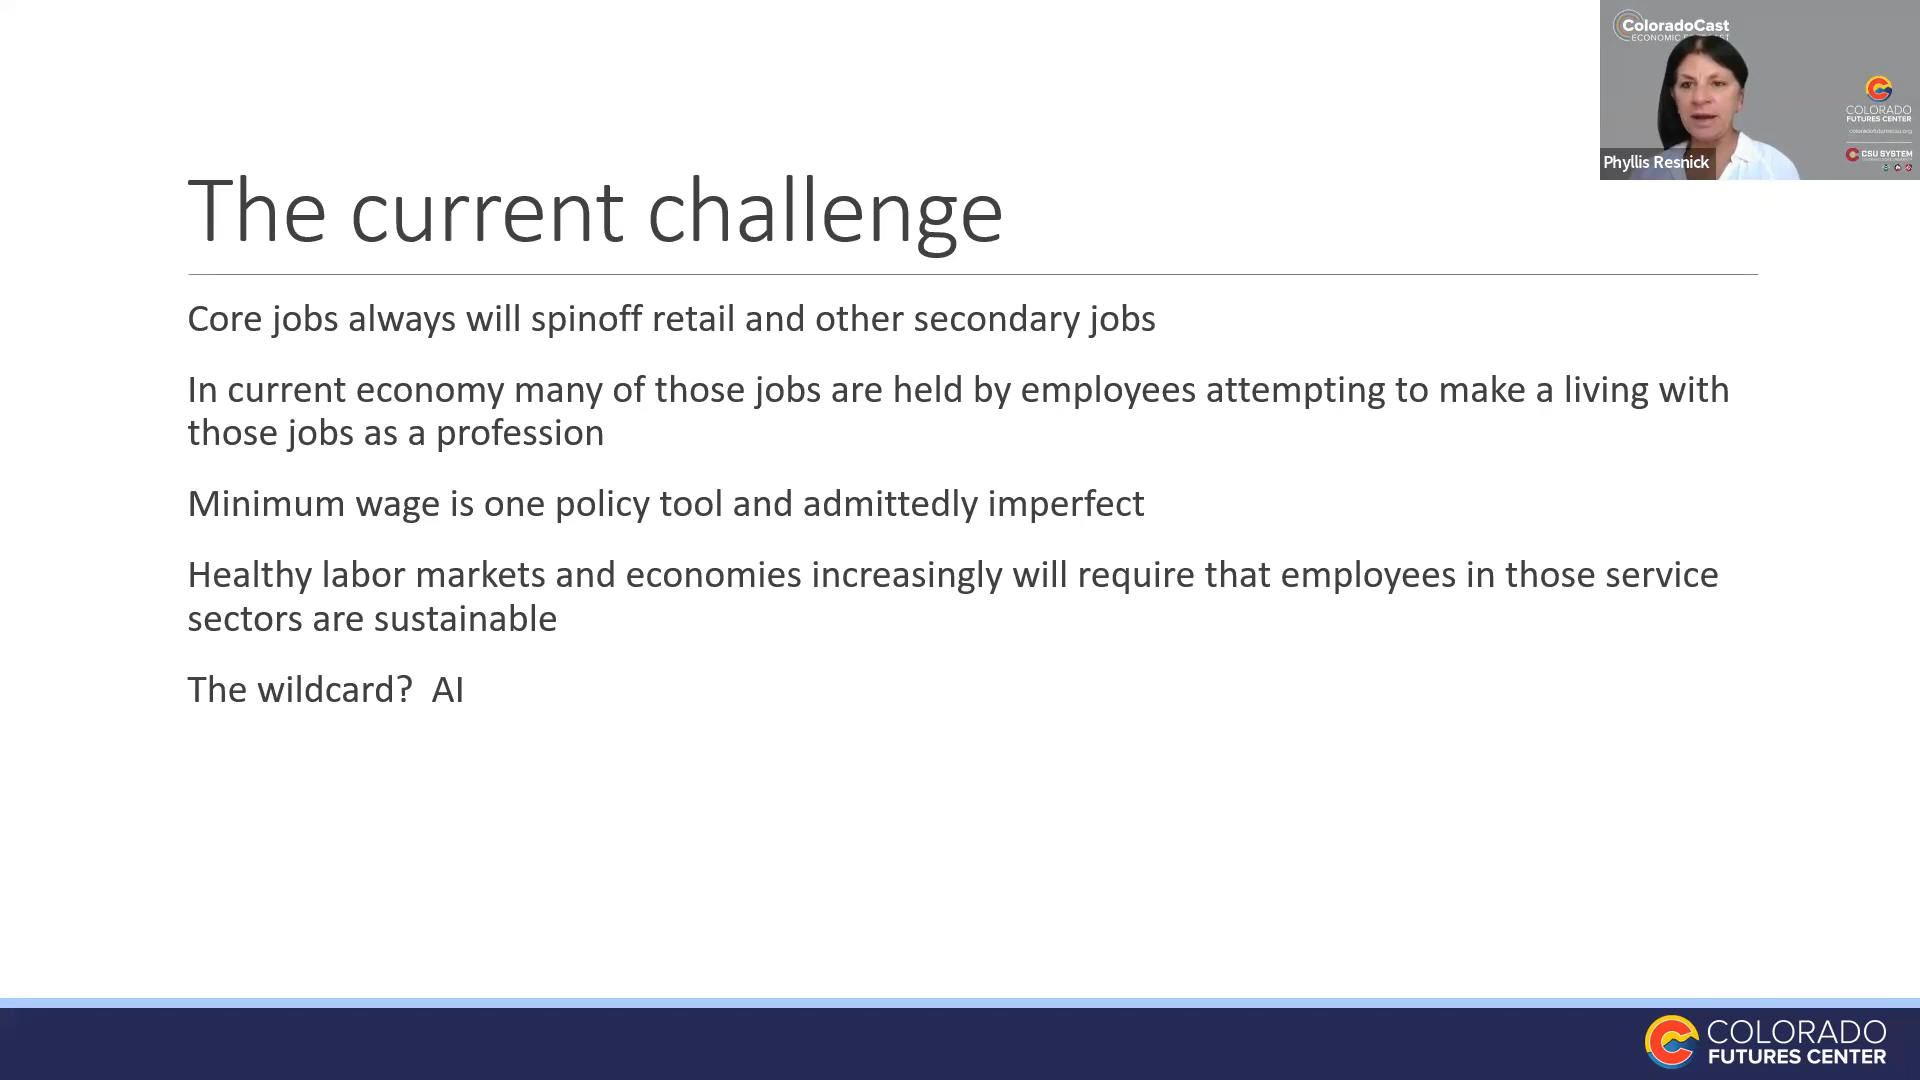 ColoradoCast
The current challenge
Core jobs always will spinoff retail and other secondary jobs
In current economy many of those jobs are held by employees attempting to make a living with
those jobs as a profession
Minimum wage is one policy tool and admittedly imperfect
Healthy labor markets and economies increasingly will require that employees in those service
sectors are sustainable
The wildcard?  AI
COLORADO
FUTURES CENTER
coloradofuturescsu.org
CSU SYSTEM
Phyllis Resnick
COLORADO
FUTURES CENTER